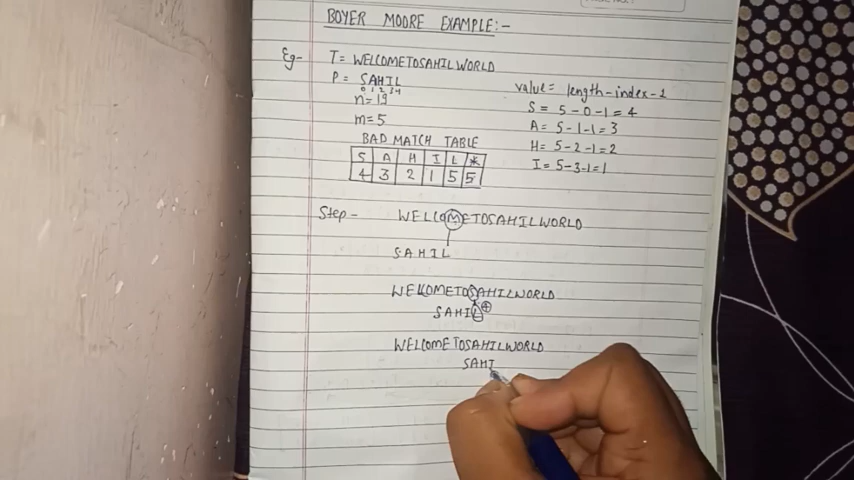 BOYER MOORE EXAMPLE:-
Eg- T= WELCOMETOSAHILWORLD
P= SAHIL
0 1 2 3 4
n=19
m=5
BAD MATCH TABLE
S A H I L *
4 3 2 1 5 5
value= length-index-1
S = 5-0-1=4
A = 5-1-1=3
H = 5-2-1=2
I = 5-3-1=1
Step- WELCOMETOSAHILWORLD
SAHIL
WELCOMETOSAHILWORLD
SAHIL 4
WELCOMETOSAHILWORLD
SAHI